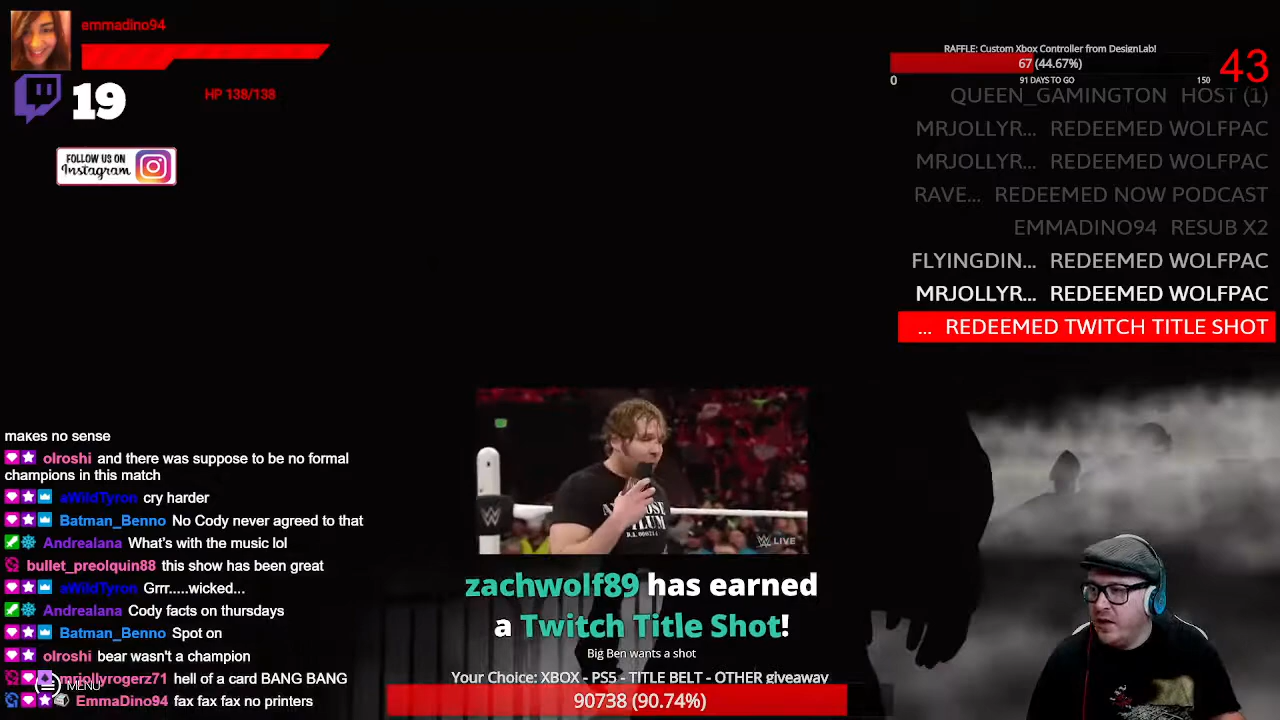 emmadino94
19
HP 138/138
FOLLOW US ON
Instagram
RAFFLE: Custom Xbox Controller from DesignLab!
67 (44.67%)
0
91 DAYS TO GO
150
43
QUEEN_GAMINGTON HOST (1)
MRJOLLYR... REDEEMED WOLFPAC
MRJOLLYR... REDEEMED WOLFPAC
RAVE... REDEEMED NOW PODCAST
EMMADINO94 RESUB X2
FLYINGDIN... REDEEMED WOLFPAC
MRJOLLYR... REDEEMED WOLFPAC
... REDEEMED TWITCH TITLE SHOT
makes no sense
olroshi and there was suppose to be no formal
champions in this match
aWildTyron cry harder
Batman_Benno No Cody never agreed to that
Andrealana What's with the music lol
bullet_preolquin88 this show has been great
aWildTyron Grrr.....wicked...
Andrealana Cody facts on thursdays
Batman_Benno Spot on
olroshi bear wasn't a champion
mrjollyrogerz71 hell of a card BANG BANG
MENU
EmmaDino94 fax fax fax no printers
W LIVE
zachwolf89 has earned
a Twitch Title Shot!
Big Ben wants a shot
Your Choice: XBOX - PS5 - TITLE BELT - OTHER giveaway
90738 (90.74%)